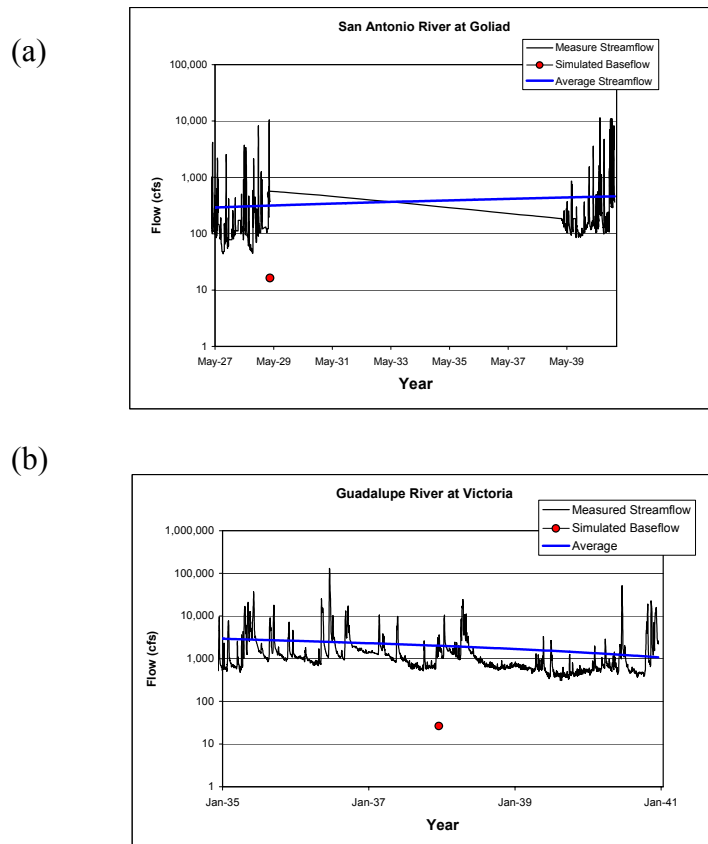 (a)
San Antonio River at Goliad
Measure Streamflow
Simulated Baseflow
Average Streamflow
Flow (cfs)
100,000
10,000
1,000
100
10
1
May-27 May-29 May-31 May-33 May-35 May-37 May-39
Year
(b)
Guadalupe River at Victoria
Measured Streamflow
Simulated Baseflow
Average
Flow (cfs)
1,000,000
100,000
10,000
1,000
100
10
1
Jan-35 Jan-37 Jan-39 Jan-41
Year